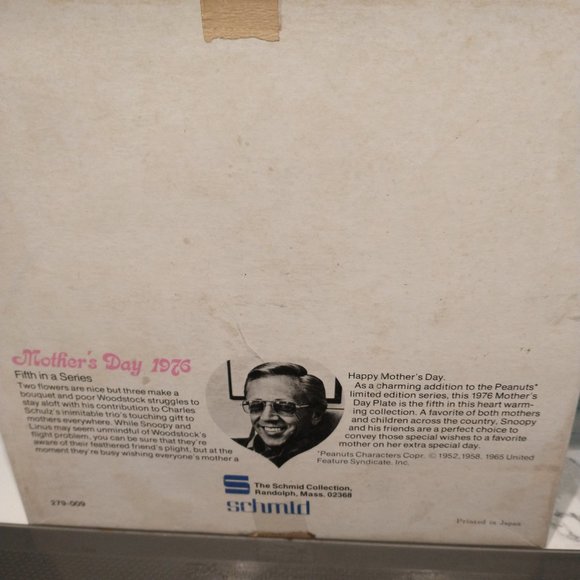 Mother's Day 1976
Fifth in a Series
Two flowers are nice but three make a
bouquet and poor Woodstock struggles to
stay aloft with his contribution to Charles
Schulz's inimitable trio's touching gift to
mothers everywhere. While Snoopy and
Linus may seem unmindful of Woodstock's
flight problem, you can be sure that they're
aware of their feathered friend's plight, but at the
moment they're busy wishing everyone's mother a
Happy Mother's Day.
As a charming addition to the Peanuts*
limited edition series, this 1976 Mother's
Day Plate is the fifth in this heart warm-
ing collection. A favorite of both mothers
and children across the country, Snoopy
and his friends are a perfect choice to
convey those special wishes to a favorite
mother on her extra special day.
*Peanuts Characters Copr. © 1952, 1958, 1965 United
Feature Syndicate, Inc.
The Schmid Collection,
Randolph, Mass. 02368
schmid
279-009
Printed in Japan